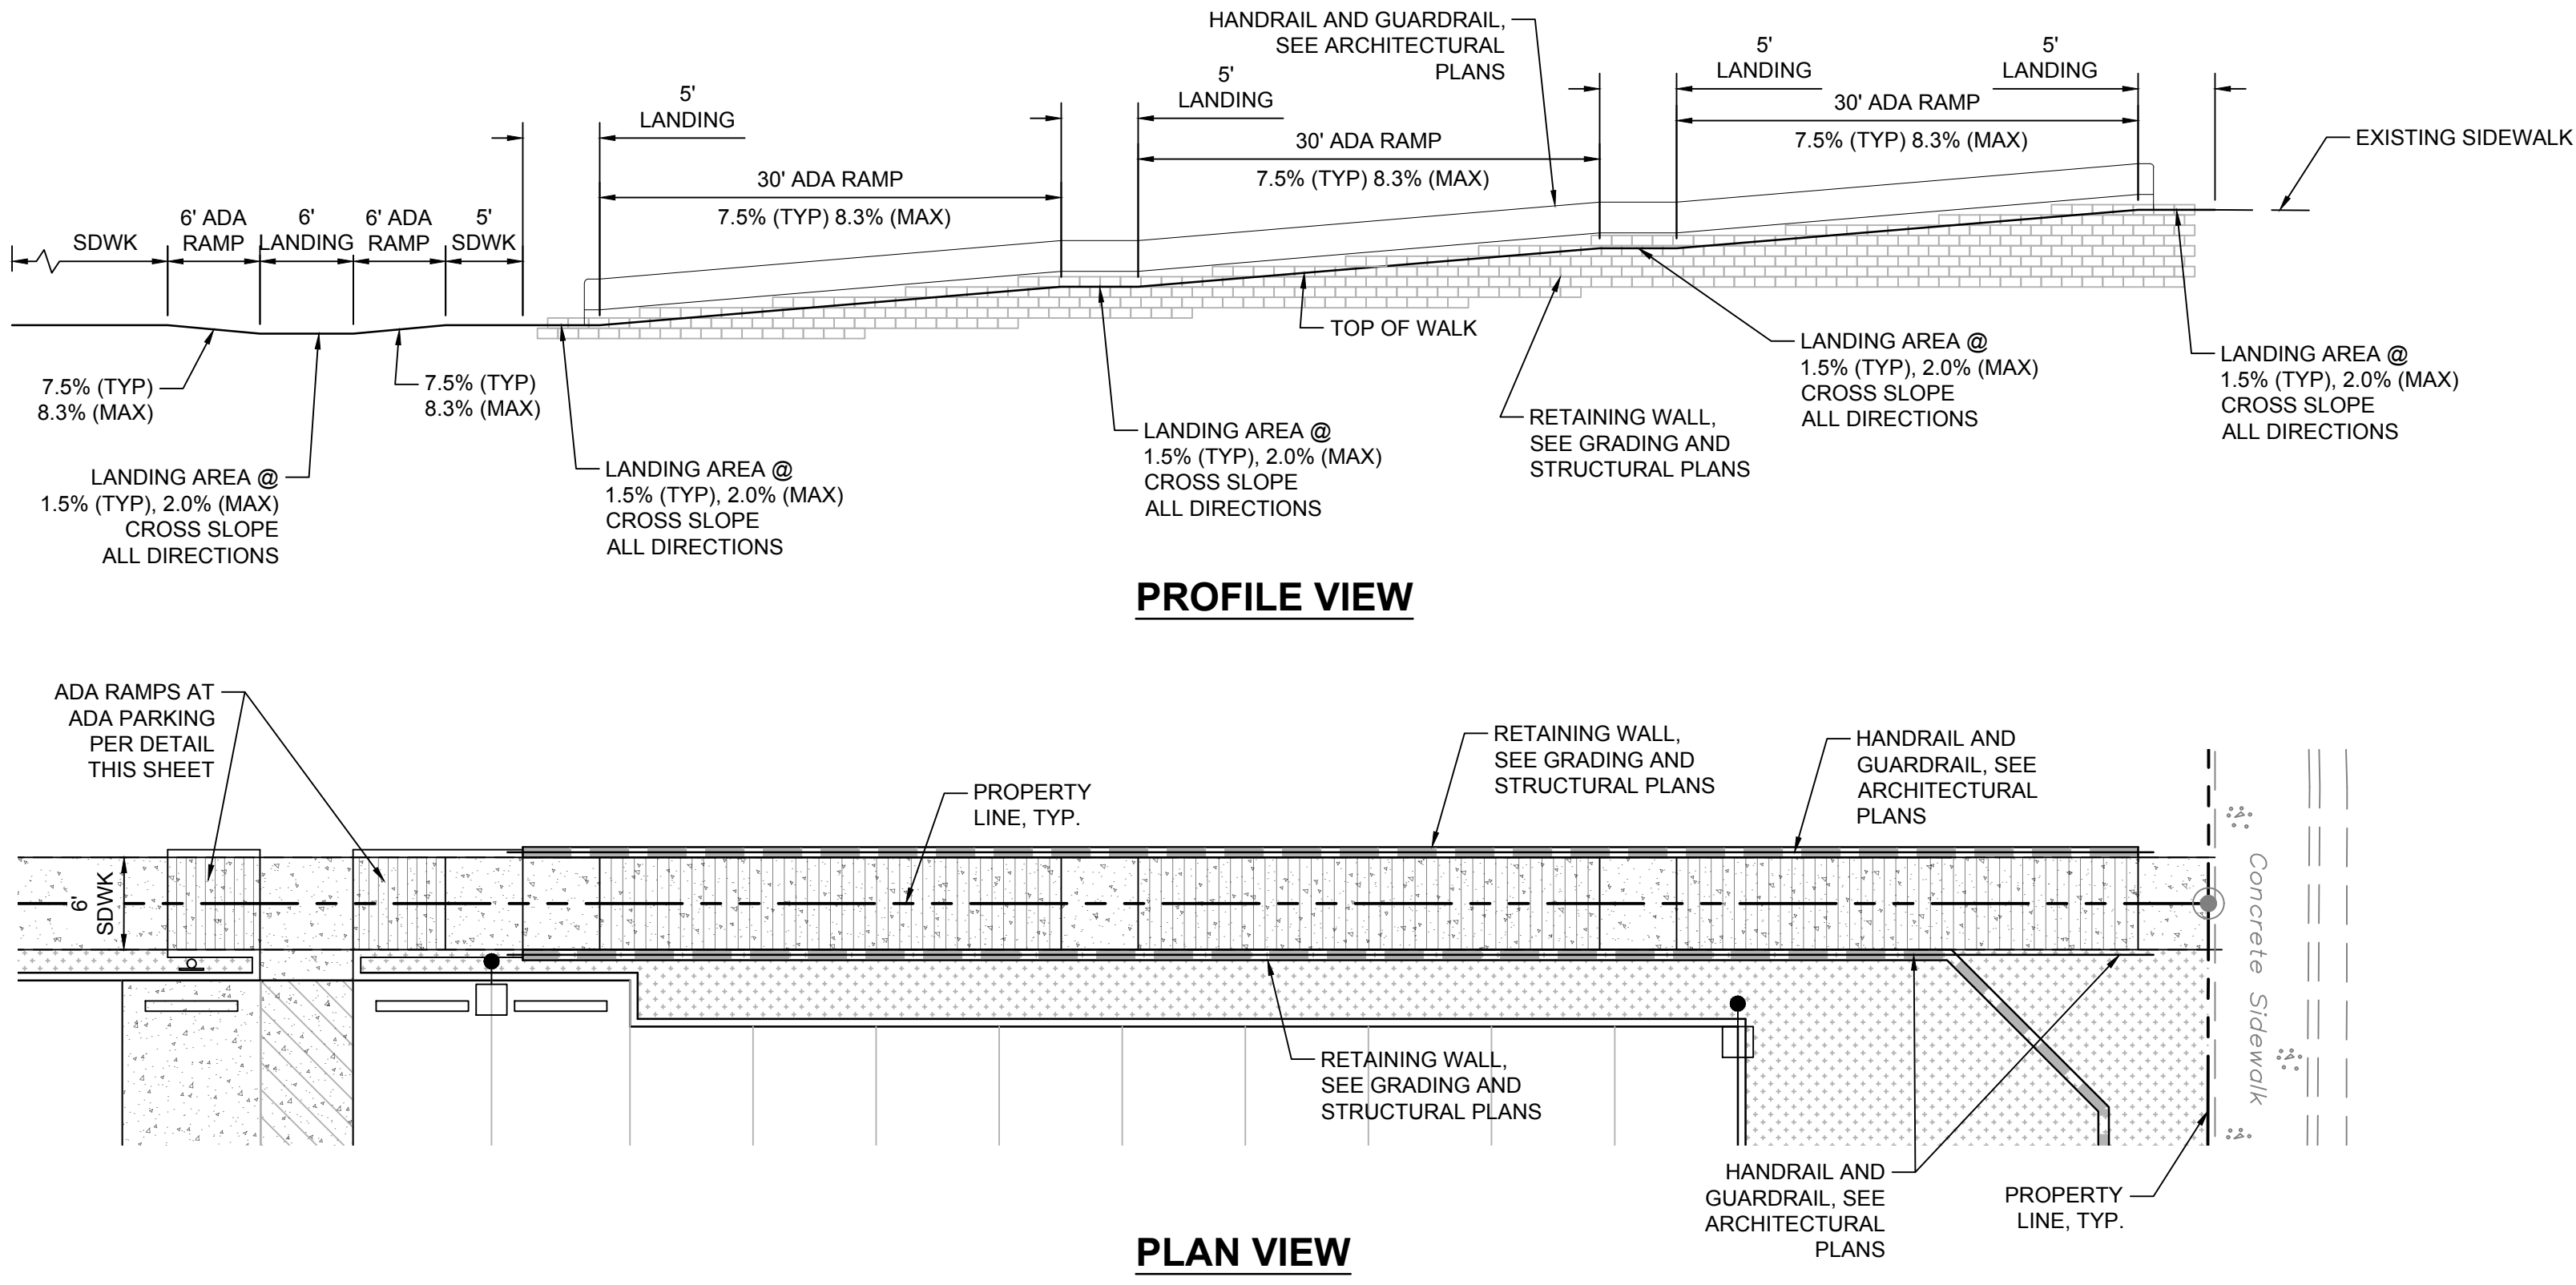 HANDRAIL AND GUARDRAIL,
SEE ARCHITECTURAL
PLANS
5'
LANDING
5'
LANDING
5'
LANDING
5'
LANDING
30' ADA RAMP
7.5% (TYP) 8.3% (MAX)
30' ADA RAMP
7.5% (TYP) 8.3% (MAX)
30' ADA RAMP
7.5% (TYP) 8.3% (MAX)
EXISTING SIDEWALK
SDWK
6' ADA
RAMP
6'
LANDING
6' ADA
RAMP
5'
SDWK
7.5% (TYP)
8.3% (MAX)
7.5% (TYP)
8.3% (MAX)
TOP OF WALK
LANDING AREA @
1.5% (TYP), 2.0% (MAX)
CROSS SLOPE
ALL DIRECTIONS
LANDING AREA @
1.5% (TYP), 2.0% (MAX)
CROSS SLOPE
ALL DIRECTIONS
LANDING AREA @
1.5% (TYP), 2.0% (MAX)
CROSS SLOPE
ALL DIRECTIONS
RETAINING WALL,
SEE GRADING AND
STRUCTURAL PLANS
LANDING AREA @
1.5% (TYP), 2.0% (MAX)
CROSS SLOPE
ALL DIRECTIONS
LANDING AREA @
1.5% (TYP), 2.0% (MAX)
CROSS SLOPE
ALL DIRECTIONS
PROFILE VIEW
ADA RAMPS AT
ADA PARKING
PER DETAIL
THIS SHEET
PROPERTY
LINE, TYP.
RETAINING WALL,
SEE GRADING AND
STRUCTURAL PLANS
HANDRAIL AND
GUARDRAIL, SEE
ARCHITECTURAL
PLANS
6'
SDWK
Concrete Sidewalk
RETAINING WALL,
SEE GRADING AND
STRUCTURAL PLANS
HANDRAIL AND
GUARDRAIL, SEE
ARCHITECTURAL
PLANS
PROPERTY
LINE, TYP.
PLAN VIEW